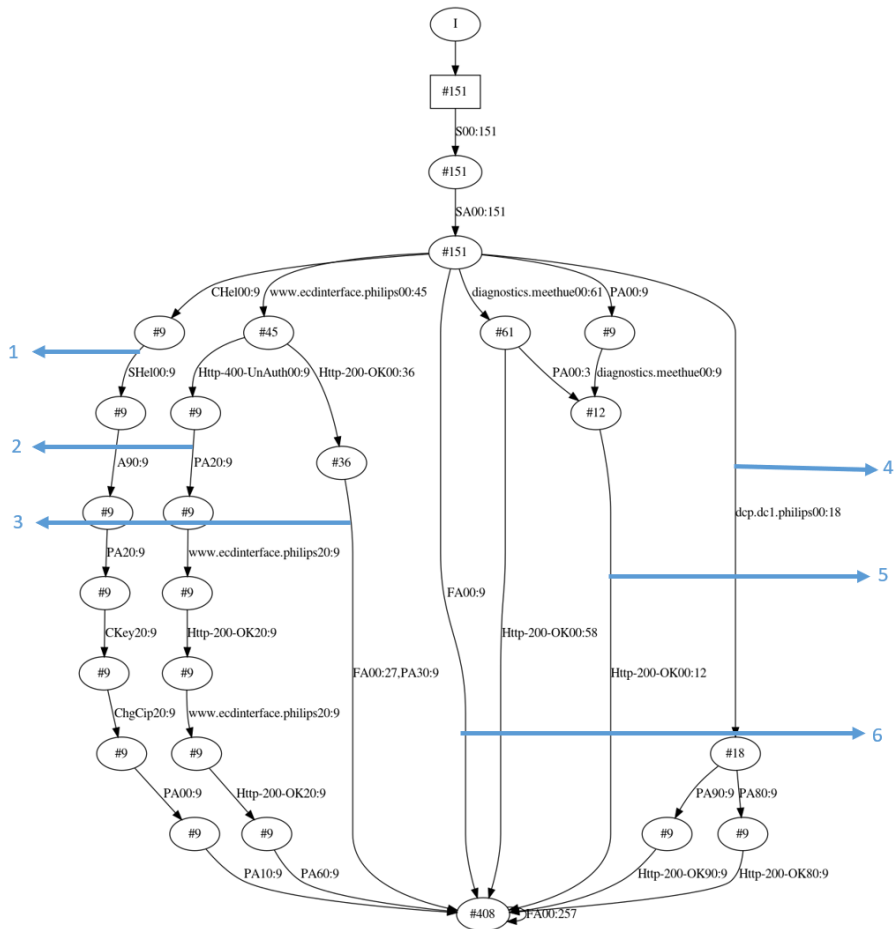 I
#151
S00:151
#151
SA00:151
#151
CHel00:9 www.ecdinterface.philips00:45 diagnostics.meethue00:61 PA00:9
#9 #45 #61 #9
1
SHel00:9 Http-400-UnAuth00:9 Http-200-OK00:36 PA00:3 diagnostics.meethue00:9
#9 #9 #12
2
A90:9 PA20:9 #36
4
#9 #9 dcp.dc1.philips00:18
3
PA20:9 www.ecdinterface.philips20:9
5
#9 #9 FA00:9
CKey20:9 Http-200-OK20:9 Http-200-OK00:58
#9 #9 FA00:27,PA30:9 Http-200-OK00:12
ChgCip20:9 www.ecdinterface.philips20:9
6
#9 #9 #18
PA00:9 Http-200-OK20:9 PA90:9 PA80:9
#9 #9 #9 #9
PA10:9 PA60:9 Http-200-OK90:9 Http-200-OK80:9
#408 FA00:257